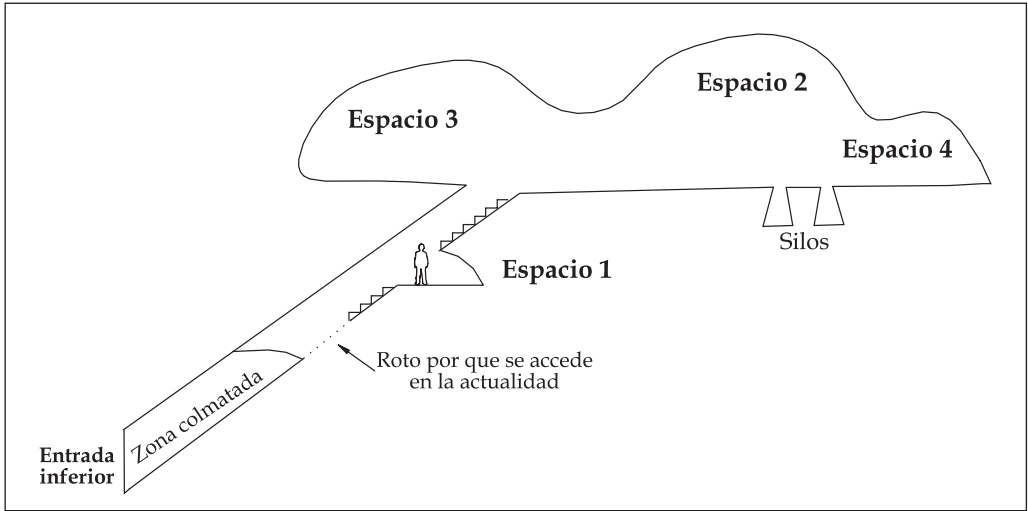 Espacio 2
Espacio 3
Espacio 4
Silos
Espacio 1
Roto por que se accede
en la actualidad
Zona colmatada
Entrada
inferior